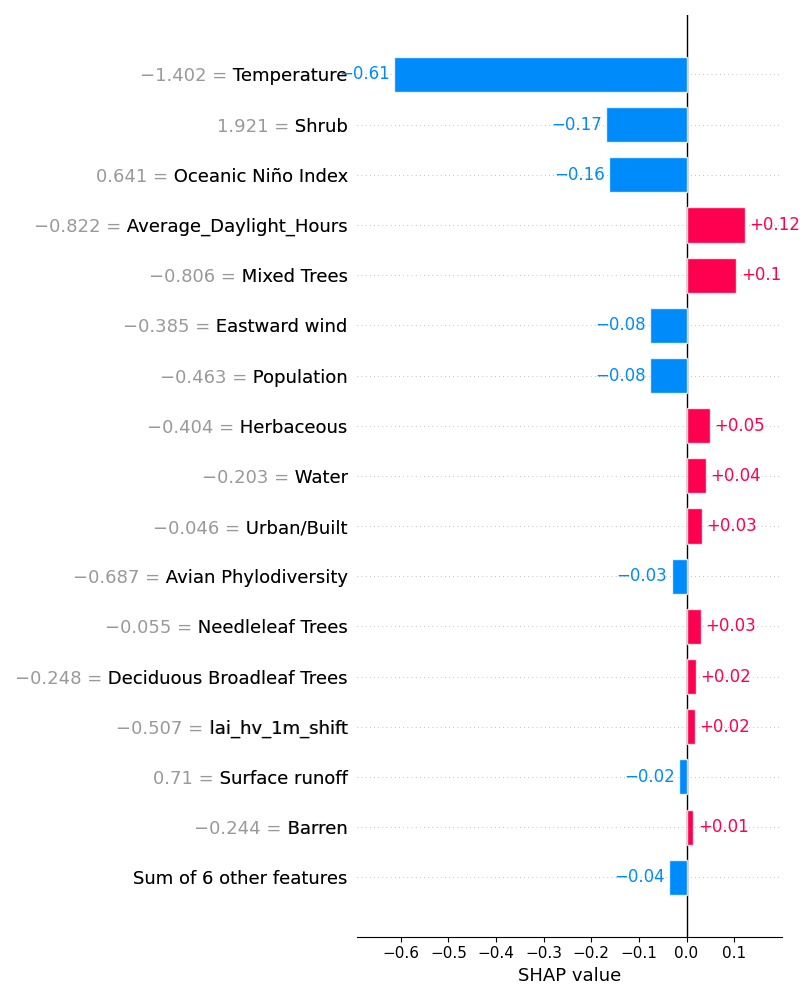 −1.402 = Temperature −0.61
1.921 = Shrub −0.17
0.641 = Oceanic Niño Index −0.16
−0.822 = Average_Daylight_Hours +0.12
−0.806 = Mixed Trees +0.1
−0.385 = Eastward wind −0.08
−0.463 = Population −0.08
−0.404 = Herbaceous +0.05
−0.203 = Water +0.04
−0.046 = Urban/Built +0.03
−0.687 = Avian Phylodiversity −0.03
−0.055 = Needleleaf Trees +0.03
−0.248 = Deciduous Broadleaf Trees +0.02
−0.507 = lai_hv_1m_shift +0.02
0.71 = Surface runoff −0.02
−0.244 = Barren +0.01
Sum of 6 other features −0.04
−0.6 −0.5 −0.4 −0.3 −0.2 −0.1 0.0 0.1
SHAP value